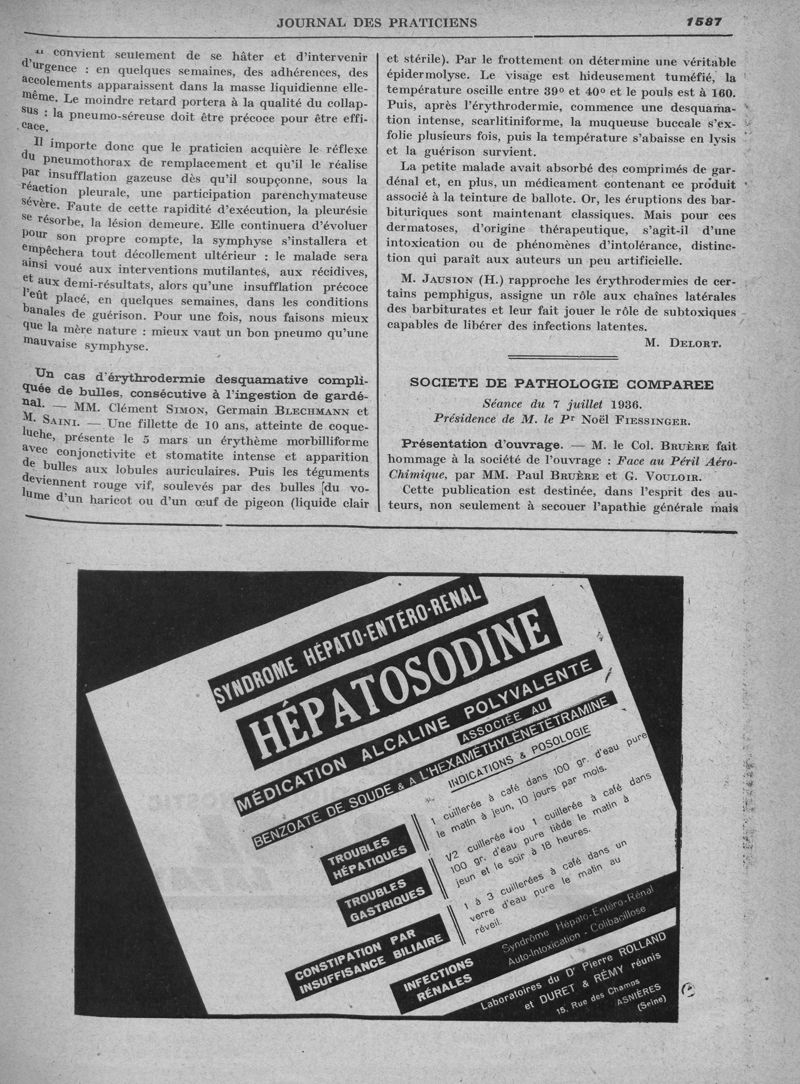 JOURNAL DES PRATICIENS 1587
Il convient seulement de se hâter et d'intervenir
d'urgence : en quelques semaines, des adhérences, des
accolements apparaissent dans la masse liquidienne elle-
même. Le moindre retard portera à la qualité du collap-
sus : la pneumo-séreuse doit être précoce pour être effi-
cace.
Il importe donc que le praticien acquière le réflexe
du pneumothorax de remplacement et qu'il le réalise
par insufflation gazeuse dès qu'il soupçonne, sous la
réaction pleurale, une participation parenchymateuse
sévère. Faute de cette rapidité d'exécution, la pleurésie
se résorbe, la lésion demeure. Elle continuera d'évoluer
pour son propre compte, la symphyse s'installera et
empêchera tout décollement ultérieur : le malade sera
ainsi voué aux interventions mutilantes, aux récidives,
et aux demi-résultats, alors qu'une insufflation précoce
l'eût placé, en quelques semaines, dans les conditions
banales de guérison. Pour une fois, nous faisons mieux
que la mère nature : mieux vaut un bon pneumo qu'une
mauvaise symphyse.
Un cas d'érythrodermie desquamative compli-
quée de bulles, consécutive à l'ingestion de gardé-
nal. — MM. Clément SIMON, Germain BLECHMANN et
M. SAINI. — Une fillette de 10 ans, atteinte de coque-
luche, présente le 5 mars un érythème morbilliforme
avec conjonctivite et stomatite intense et apparition
de bulles aux lobules auriculaires. Puis les téguments
deviennent rouge vif, soulevés par des bulles [du vo-
lume d'un haricot ou d'un œuf de pigeon (liquide clair
et stérile). Par le frottement on détermine une véritable
épidermolyse. Le visage est hideusement tuméfié, la
température oscille entre 39° et 40° et le pouls est à 160.
Puis, après l'érythrodermie, commence une desquama-
tion intense, scarlitiniforme, la muqueuse buccale s'ex-
folie plusieurs fois, puis la température s'abaisse en lysis
et la guérison survient.
La petite malade avait absorbé des comprimés de gar-
dénal et, en plus, un médicament contenant ce produit
associé à la teinture de ballote. Or, les éruptions des bar-
bituriques sont maintenant classiques. Mais pour ces
dermatoses, d'origine thérapeutique, s'agit-il d'une
intoxication ou de phénomènes d'intolérance, distinc-
tion qui paraît aux auteurs un peu artificielle.
M. JAUSION (H.) rapproche les érythrodermies de cer-
tains pemphigus, assigne un rôle aux chaînes latérales
des barbiturates et leur fait jouer le rôle de subtoxiques
capables de libérer des infections latentes.
M. DELORT.
SOCIETE DE PATHOLOGIE COMPAREE
Séance du 7 juillet 1936.
Présidence de M. le Pr Noël FIESSINGER.
Présentation d'ouvrage. — M. le Col. BRUÈRE fait
hommage à la société de l'ouvrage : Face au Péril Aéro-
Chimique, par MM. Paul BRUÈRE et G. VOULOIR.
Cette publication est destinée, dans l'esprit des au-
teurs, non seulement à secouer l'apathie générale mais
SYNDROME HÉPATO-ENTÉRO-RENAL
HÉPATOSODINE
MÉDICATION ALCALINE POLYVALENTE
ASSOCIÉE AU
BENZOATE DE SOUDE & A L'HEXAMÉTHYLÈNETÉTRAMINE
INDICATIONS & POSOLOGIE
TROUBLES
HÉPATIQUES
1 cuillerée à café dans 100 gr. d'eau pure
le matin à jeun, 10 jours par mois.
TROUBLES
GASTRIQUES
1/2 cuillerée ou 1 cuillerée à café dans
100 gr. d'eau pure tiède le matin à
jeun et le soir à 18 heures.
CONSTIPATION PAR
INSUFFISANCE BILIAIRE
1 à 3 cuillerées à café dans un
verre d'eau pure le matin au
réveil.
INFECTIONS
RÉNALES
Syndrôme Hépato-Entéro-Rénal
Auto-Intoxication - Colibacillose
Laboratoires du Dr Pierre ROLLAND
et DURET & RÉMY réunis
15, Rue des Champs
ASNIÈRES
(Seine)